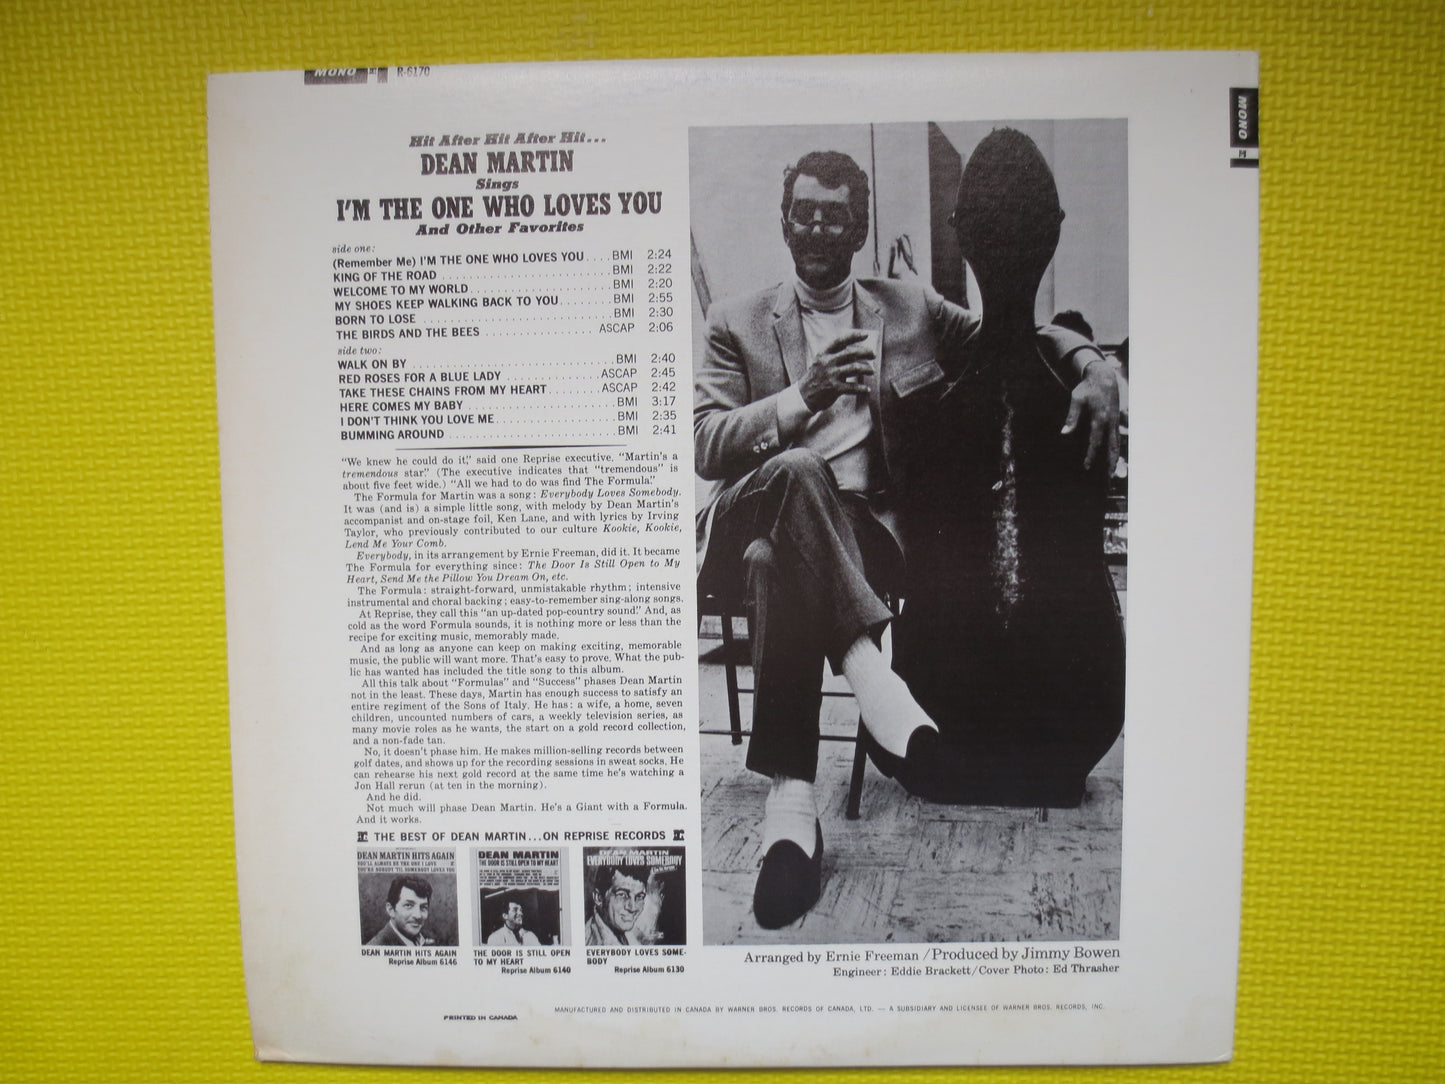 MONO R-6170
MONO
Hit After Hit After Hit...
DEAN MARTIN
Sings
I'M THE ONE WHO LOVES YOU
And Other Favorites
side one:
(Remember Me) I'M THE ONE WHO LOVES YOU .... BMI 2:24
KING OF THE ROAD .... BMI 2:22
WELCOME TO MY WORLD .... BMI 2:20
MY SHOES KEEP WALKING BACK TO YOU .... BMI 2:55
BORN TO LOSE .... BMI 2:30
THE BIRDS AND THE BEES .... ASCAP 2:06
side two:
WALK ON BY .... BMI 2:40
RED ROSES FOR A BLUE LADY .... ASCAP 2:45
TAKE THESE CHAINS FROM MY HEART .... ASCAP 2:42
HERE COMES MY BABY .... BMI 3:17
I DON'T THINK YOU LOVE ME .... BMI 2:35
BUMMING AROUND .... BMI 2:41
"We knew he could do it," said one Reprise executive. "Martin's a
tremendous star." (The executive indicates that "tremendous" is
about five feet wide.) "All we had to do was find The Formula."
The Formula for Martin was a song: Everybody Loves Somebody.
It was (and is) a simple little song, with melody by Dean Martin's
accompanist and on-stage foil, Ken Lane, and with lyrics by Irving
Taylor, who previously contributed to our culture Kookie, Kookie,
Lend Me Your Comb.
Everybody, in its arrangement by Ernie Freeman, did it. It became
The Formula for everything since: The Door Is Still Open to My
Heart, Send Me the Pillow You Dream On, etc.
The Formula: straight-forward, unmistakable rhythm; intensive
instrumental and choral backing; easy-to-remember sing-along songs.
At Reprise, they call this "an up-dated pop-country sound." And, as
cold as the word Formula sounds, it is nothing more or less than the
recipe for exciting music, memorably made.
And as long as anyone can keep on making exciting, memorable
music, the public will want more. That's easy to prove. What the pub-
lic has wanted has included the title song to this album.
All this talk about "Formulas" and "Success" phases Dean Martin
not in the least. These days, Martin has enough success to satisfy an
entire regiment of the Sons of Italy. He has: a wife, a home, seven
children, uncounted numbers of cars, a weekly television series, as
many movie roles as he wants, the start on a gold record collection,
and a non-fade tan.
No, it doesn't phase him. He makes million-selling records between
golf dates, and shows up for the recording sessions in sweat socks. He
can rehearse his next gold record at the same time he's watching a
Jon Hall rerun (at ten in the morning).
And he did.
Not much will phase Dean Martin. He's a Giant with a Formula.
And it works.
THE BEST OF DEAN MARTIN...ON REPRISE RECORDS
DEAN MARTIN HITS AGAIN
YOU'LL ALWAYS BE THE ONE I LOVE
YOU'RE NOBODY 'TIL SOMEBODY LOVES YOU
DEAN MARTIN
THE DOOR IS STILL OPEN TO MY HEART
DEAN MARTIN
EVERYBODY LOVES SOMEBODY
DEAN MARTIN HITS AGAIN
Reprise Album 6146
THE DOOR IS STILL OPEN
TO MY HEART
Reprise Album 6140
EVERYBODY LOVES SOME-
BODY
Reprise Album 6130
Arranged by Ernie Freeman / Produced by Jimmy Bowen
Engineer: Eddie Brackett/Cover Photo: Ed Thrasher
MANUFACTURED AND DISTRIBUTED IN CANADA BY WARNER BROS. RECORDS OF CANADA, LTD. — A SUBSIDIARY AND LICENSEE OF WARNER BROS. RECORDS, INC.
PRINTED IN CANADA